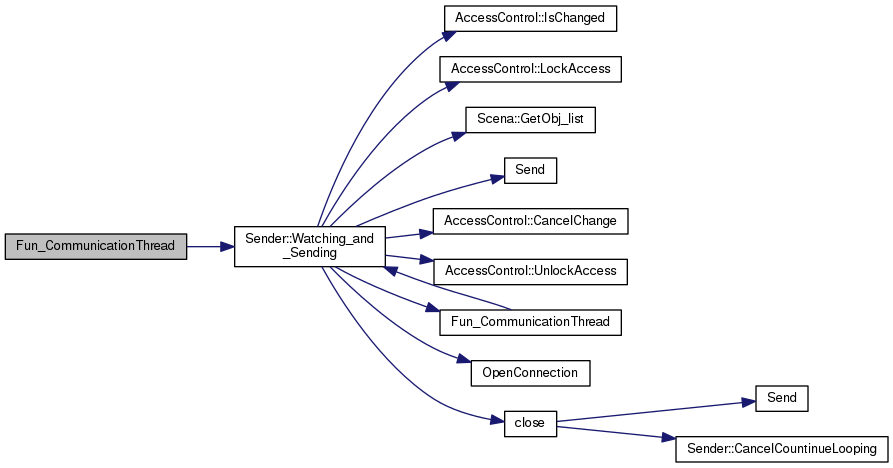 AccessControl::IsChanged
AccessControl::LockAccess
Scena::GetObj_list
Send
AccessControl::CancelChange
Fun_CommunicationThread
Sender::Watching_and
_Sending
AccessControl::UnlockAccess
Fun_CommunicationThread
OpenConnection
close
Send
Sender::CancelCountinueLooping